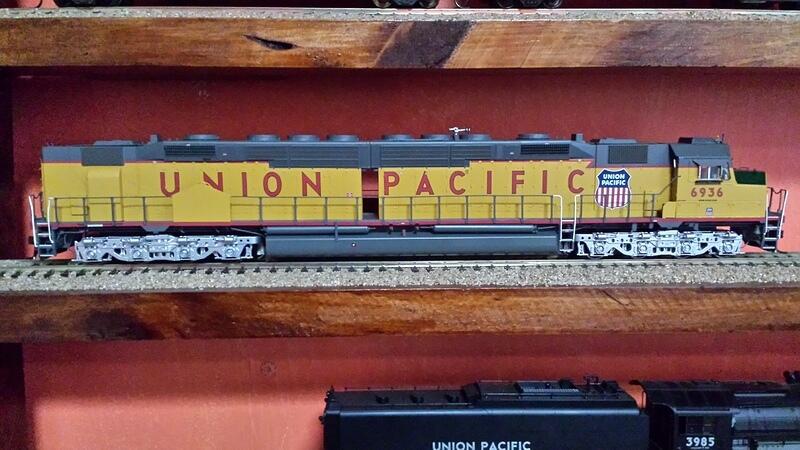 UNION PACIFIC
UNION
PACIFIC
6936
UNION PACIFIC
3985